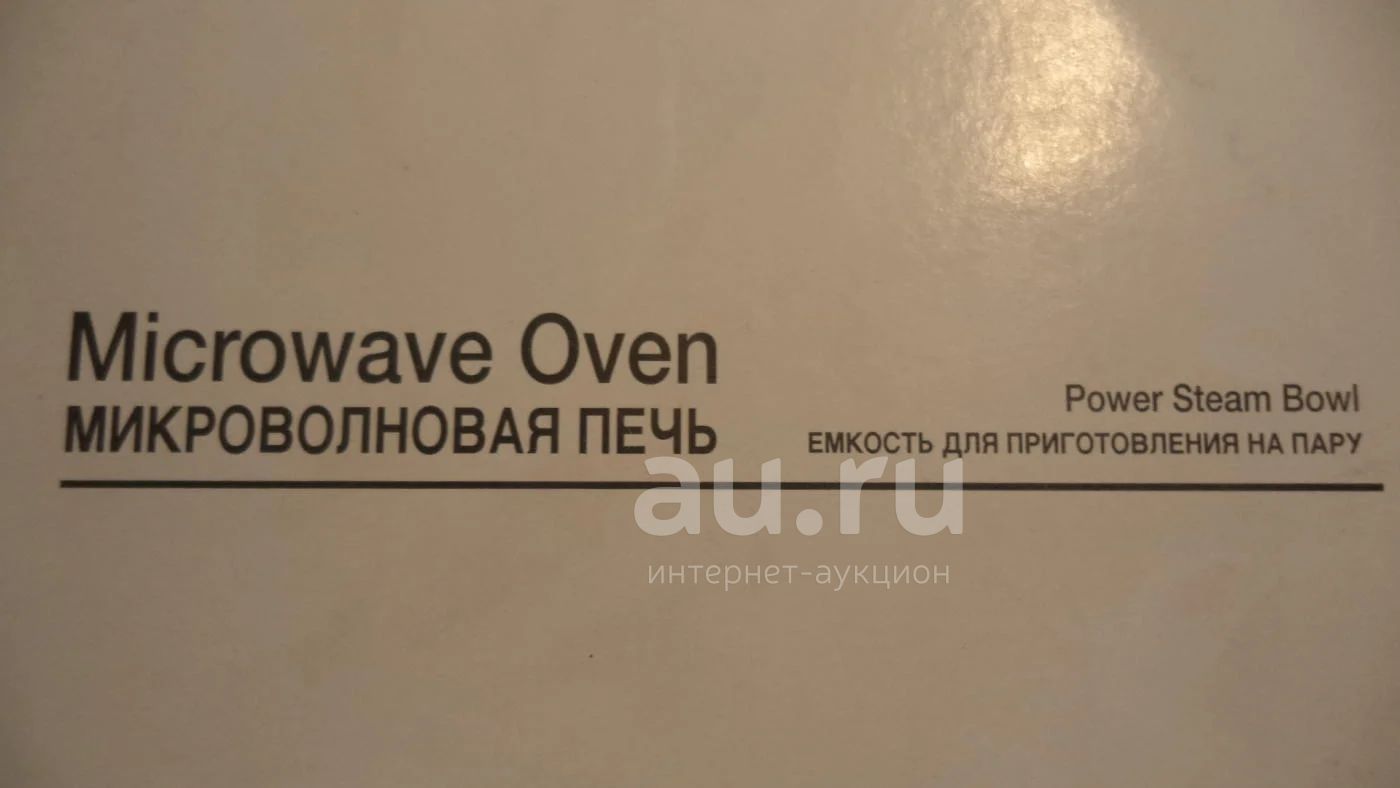 Microwave Oven
МИКРОВОЛНОВАЯ ПЕЧЬ
Power Steam Bowl
ЕМКОСТЬ ДЛЯ ПРИГОТОВЛЕНИЯ НА ПАРУ
au.ru
интернет-аукцион